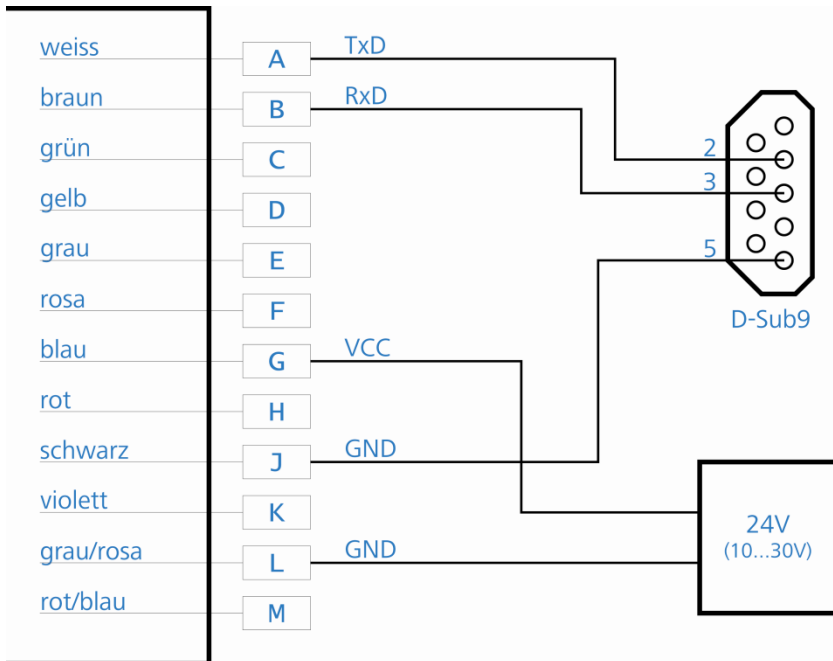 weiss A TxD
braun B RxD
grün C
2
gelb D
3
grau E
5
rosa F
D-Sub9
blau G VCC
rot H
schwarz J GND
violett K
24V
grau/rosa L GND
(10...30V)
rot/blau M